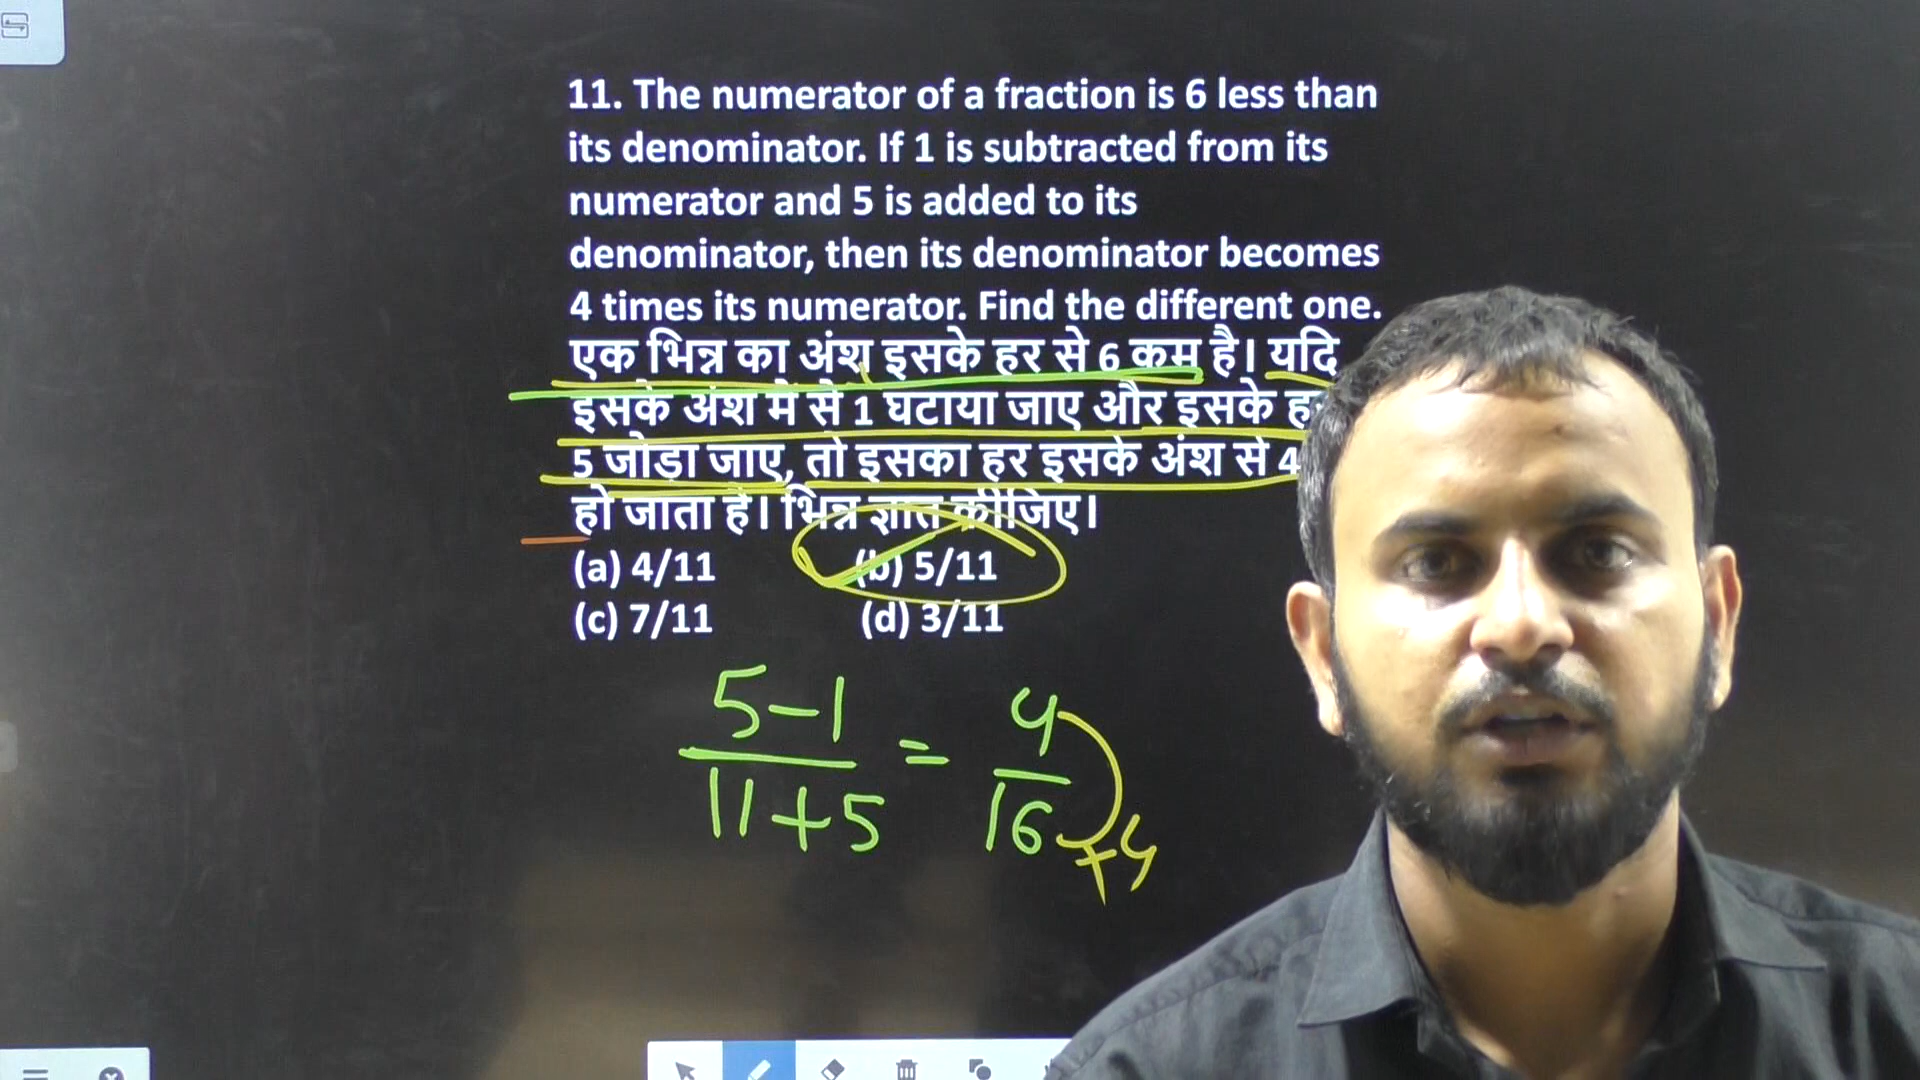 11. The numerator of a fraction is 6 less than
its denominator. If 1 is subtracted from its
numerator and 5 is added to its
denominator, then its denominator becomes
4 times its numerator. Find the different one.
एक भिन्न का अंश इसके हर से 6 कम है। यदि
इसके अंश में से 1 घटाया जाए और इसके
5 जोड़ा जाए, तो इसका हर इसके अंश से 4
हो जाता है। भिन्न ज्ञात कीजिए।
(a) 4/11 (b) 5/11
(c) 7/11 (d) 3/11
5-1 4
= 
11+5 16
×4